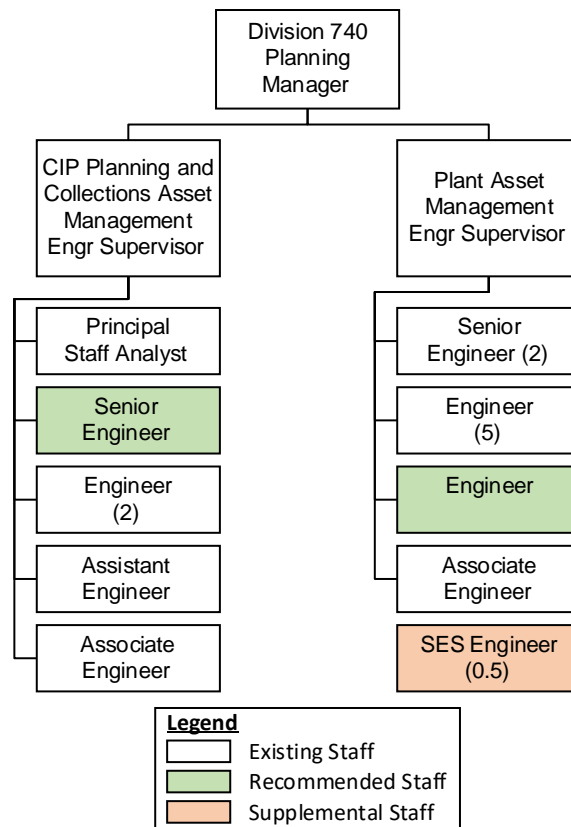 Division 740
Planning
Manager
CIP Planning and
Collections Asset
Management
Engr Supervisor
Principal
Staff Analyst
Senior
Engineer
Engineer
(2)
Assistant
Engineer
Associate
Engineer
Plant Asset
Management
Engr Supervisor
Senior
Engineer (2)
Engineer
(5)
Engineer
Associate
Engineer
SES Engineer
(0.5)
Legend
Existing Staff
Recommended Staff
Supplemental Staff